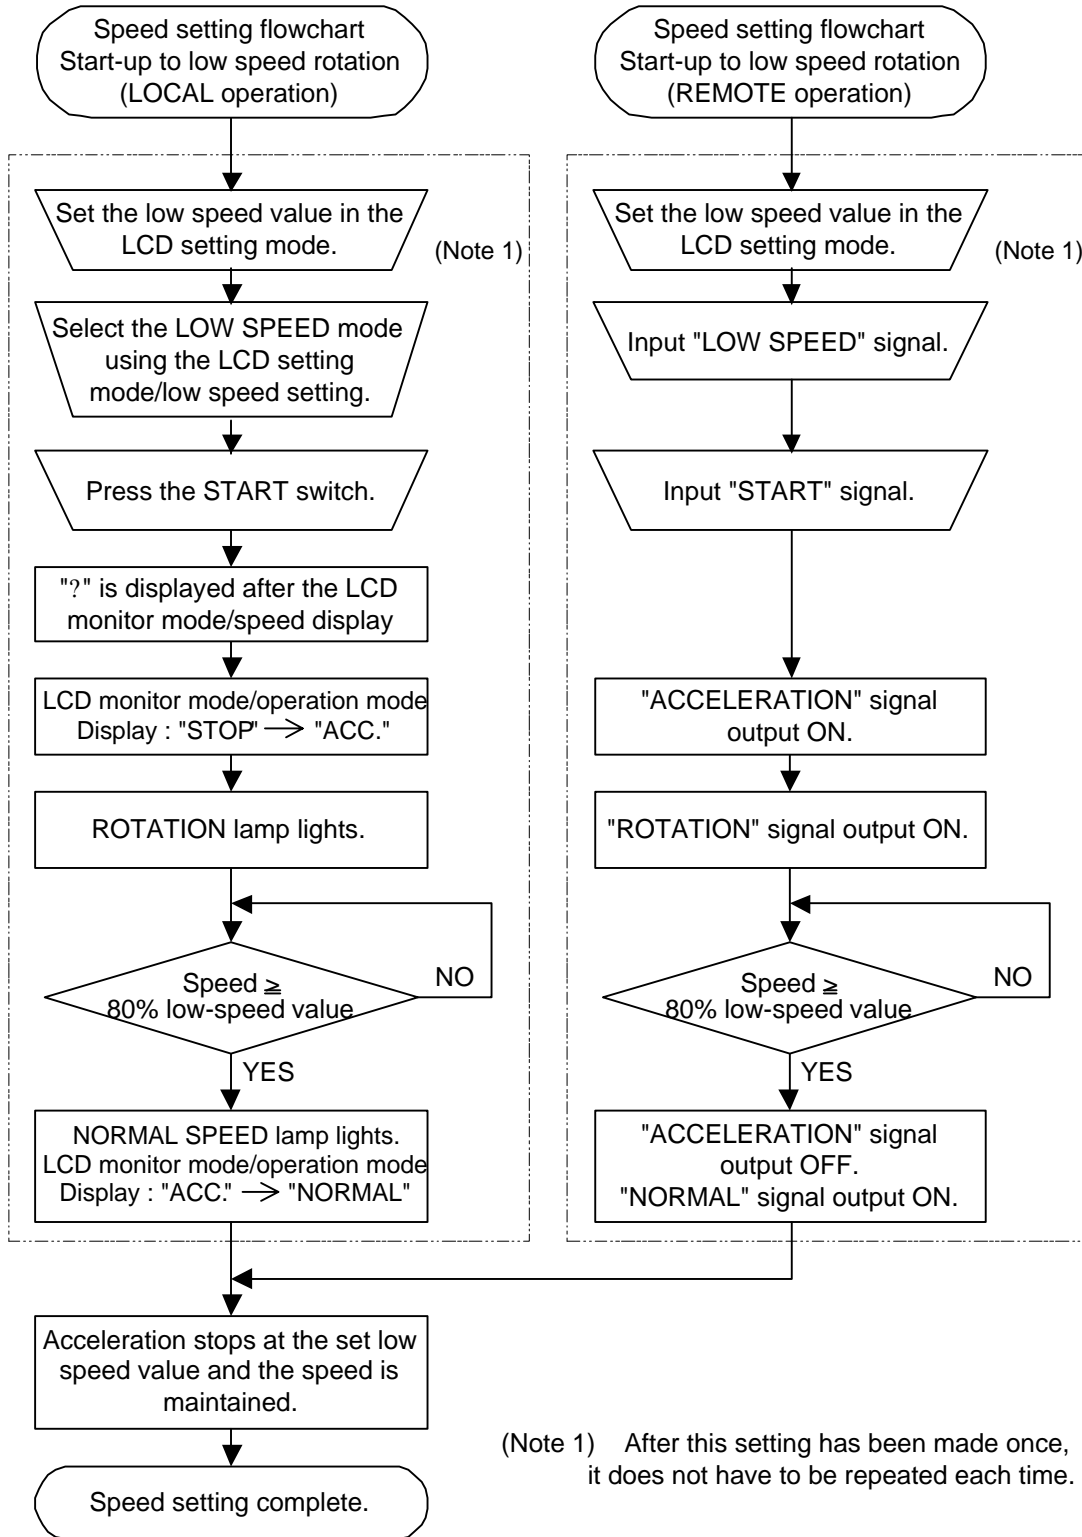 Speed setting flowchart
Start-up to low speed rotation
(LOCAL operation)
Set the low speed value in the
LCD setting mode.
(Note 1)
Select the LOW SPEED mode
using the LCD setting
mode/low speed setting.
Press the START switch.
"?" is displayed after the LCD
monitor mode/speed display
LCD monitor mode/operation mode
Display : "STOP" → "ACC."
ROTATION lamp lights.
Speed ≧
80% low-speed value
NO
YES
NORMAL SPEED lamp lights.
LCD monitor mode/operation mode
Display : "ACC." → "NORMAL"
Speed setting flowchart
Start-up to low speed rotation
(REMOTE operation)
Set the low speed value in the
LCD setting mode.
(Note 1)
Input "LOW SPEED" signal.
Input "START" signal.
"ACCELERATION" signal
output ON.
"ROTATION" signal output ON.
Speed ≧
80% low-speed value
NO
YES
"ACCELERATION" signal
output OFF.
"NORMAL" signal output ON.
Acceleration stops at the set low
speed value and the speed is
maintained.
Speed setting complete.
(Note 1) After this setting has been made once,
it does not have to be repeated each time.